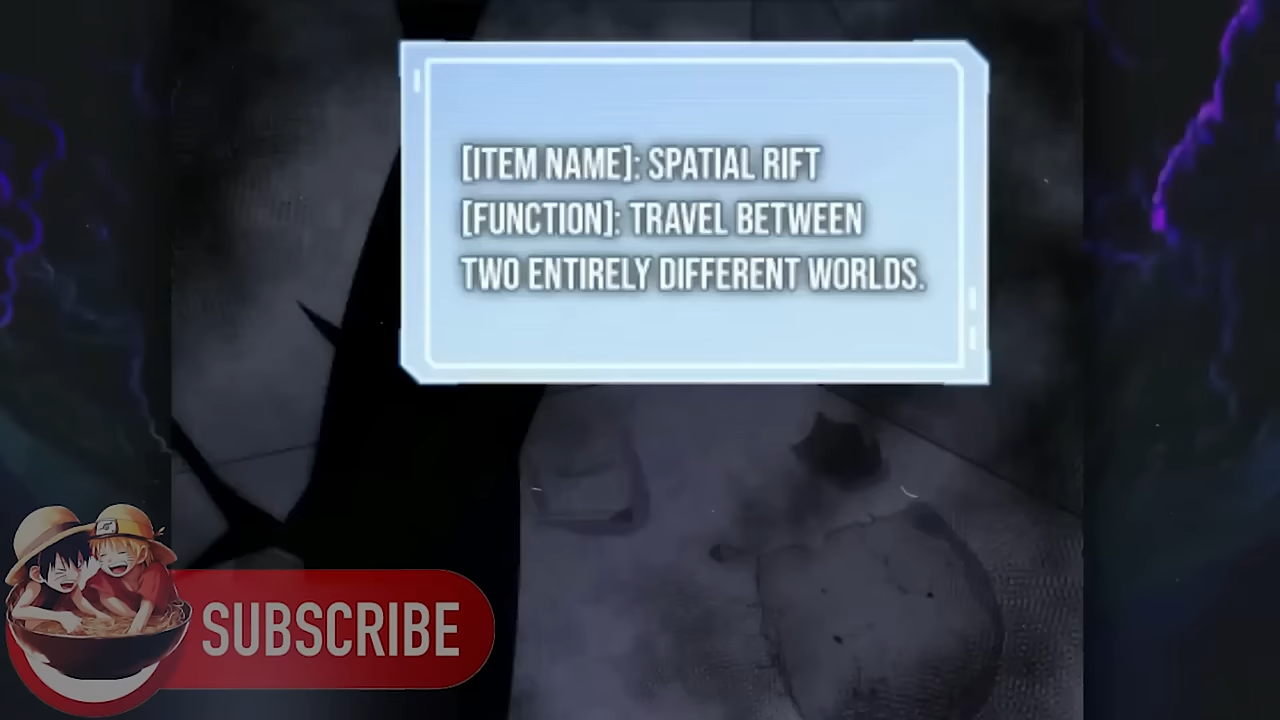 [ITEM NAME]: SPATIAL RIFT
[FUNCTION]: TRAVEL BETWEEN
TWO ENTIRELY DIFFERENT WORLDS.
SUBSCRIBE